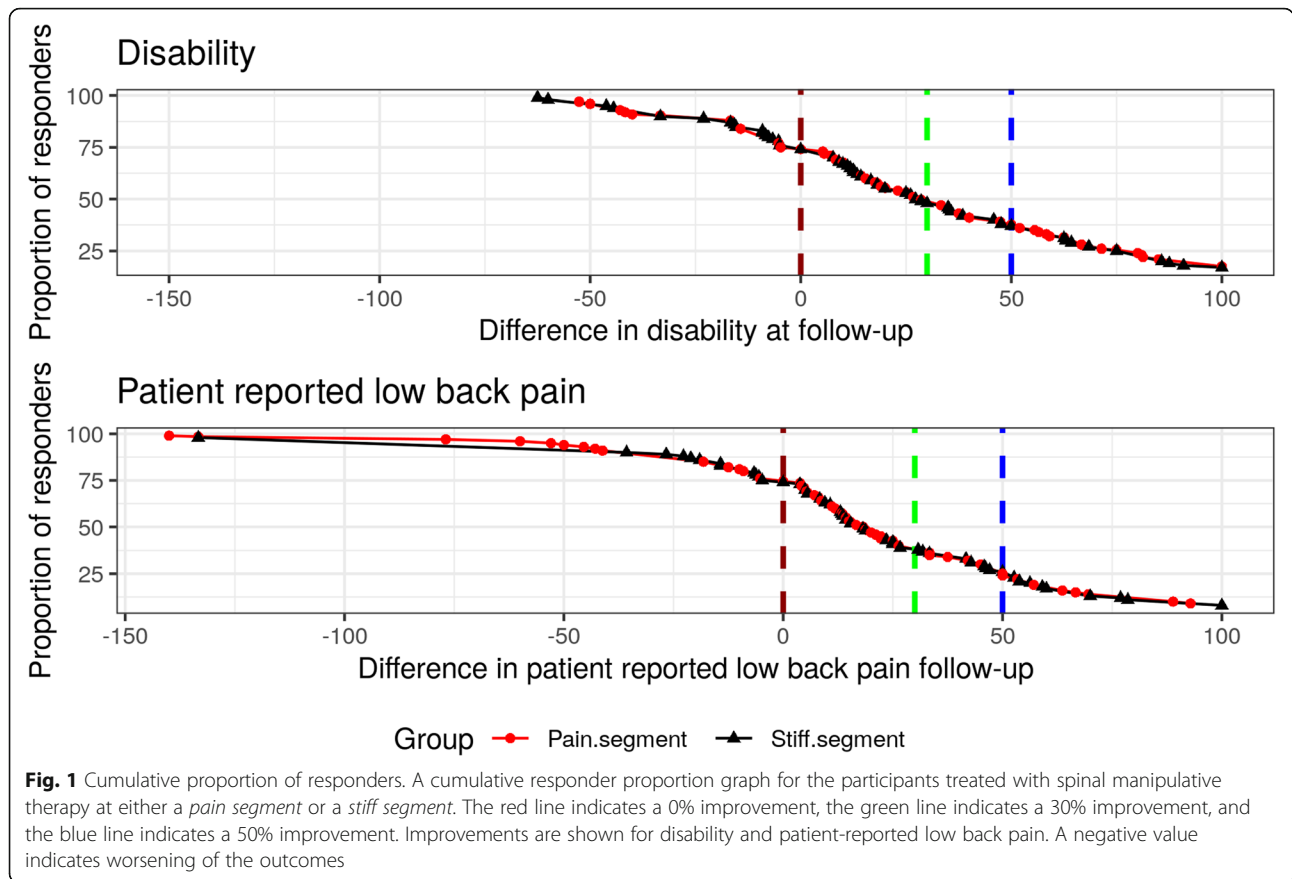 Disability
Proportion of responders
100
75
50
25
-150 -100 -50 0 50 100
Difference in disability at follow-up
Patient reported low back pain
Proportion of responders
100
75
50
25
-150 -100 -50 0 50 100
Difference in patient reported low back pain follow-up
Group Pain.segment Stiff.segment
Fig. 1 Cumulative proportion of responders. A cumulative responder proportion graph for the participants treated with spinal manipulative
therapy at either a pain segment or a stiff segment. The red line indicates a 0% improvement, the green line indicates a 30% improvement, and
the blue line indicates a 50% improvement. Improvements are shown for disability and patient-reported low back pain. A negative value
indicates worsening of the outcomes